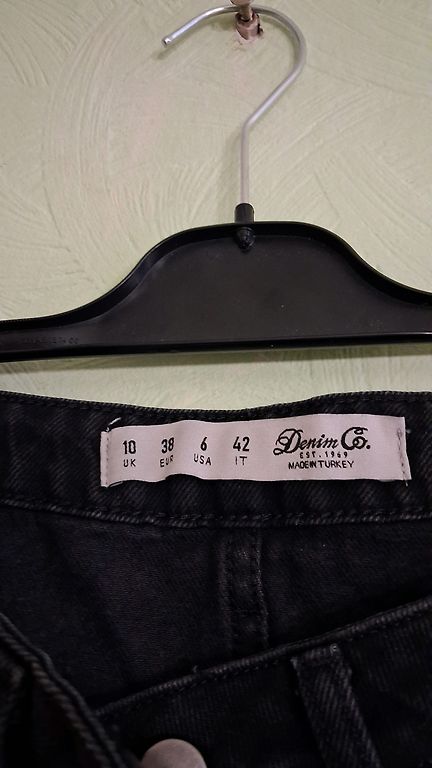 10 38 6 42 Denim Co.
UK EUR USA IT EST. 1969
MADE IN TURKEY